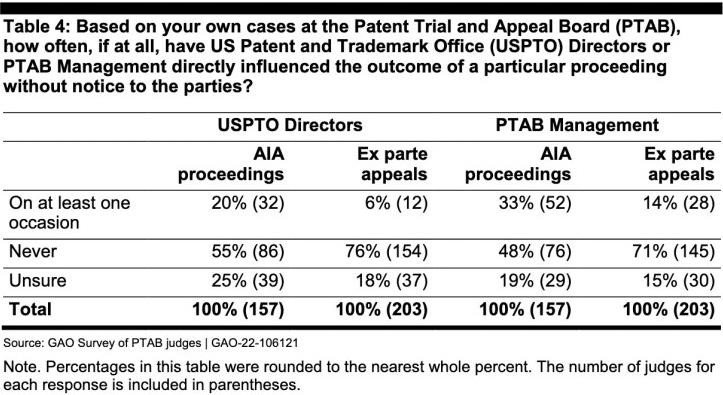 Table 4: Based on your own cases at the Patent Trial and Appeal Board (PTAB),
how often, if at all, have US Patent and Trademark Office (USPTO) Directors or
PTAB Management directly influenced the outcome of a particular proceeding
without notice to the parties?
USPTO Directors PTAB Management
AIA proceedings Ex parte appeals AIA proceedings Ex parte appeals
On at least one occasion 20% (32) 6% (12) 33% (52) 14% (28)
Never 55% (86) 76% (154) 48% (76) 71% (145)
Unsure 25% (39) 18% (37) 19% (29) 15% (30)
Total 100% (157) 100% (203) 100% (157) 100% (203)
Source: GAO Survey of PTAB judges | GAO-22-106121
Note. Percentages in this table were rounded to the nearest whole percent. The number of judges for
each response is included in parentheses.